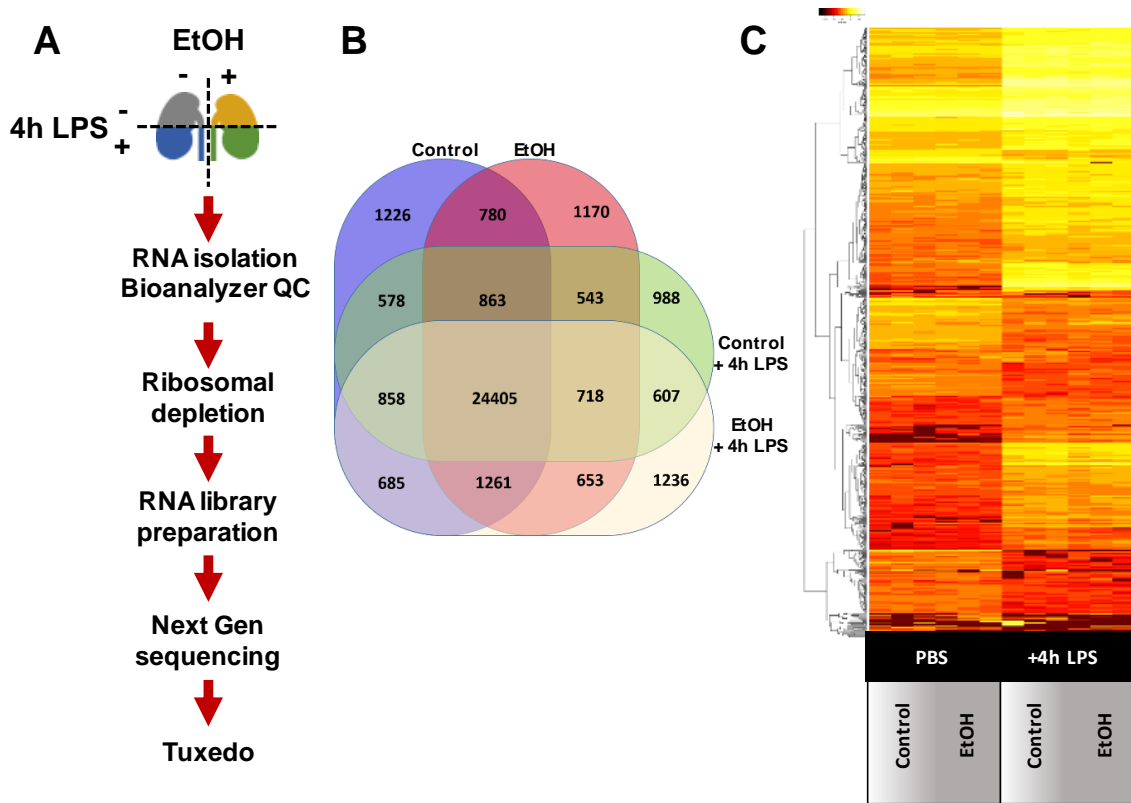 A
EtOH
- +
4h LPS
-
+
RNA isolation
Bioanalyzer QC
Ribosomal
depletion
RNA library
preparation
Next Gen
sequencing
Tuxedo
B
Control
EtOH
1226
780
1170
578
863
543
988
Control
+ 4h LPS
858
24405
718
607
EtOH
+ 4h LPS
685
1261
653
1236
C
PBS
+4h LPS
Control
EtOH
Control
EtOH